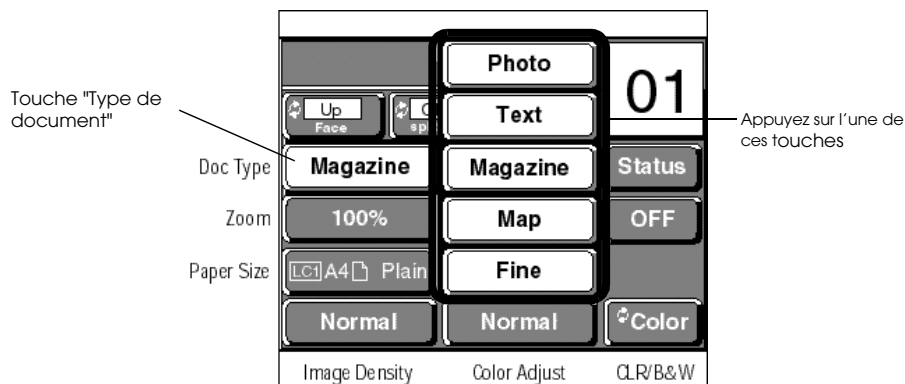 Photo
01
Touche "Type de
document"
Up
Face
Text
Appuyez sur l'une de
ces touches
Doc Type
Magazine
Magazine
Status
Zoom
100%
Map
OFF
Paper Size
LC1 A4 Plain
Fine
Normal
Normal
Color
Image Density
Color Adjust
CLR/B&W